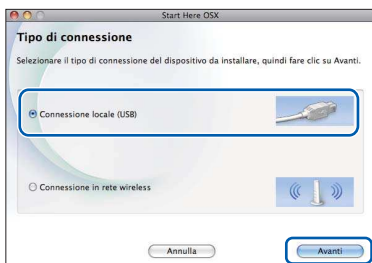 Start Here OSX
Tipo di connessione
Selezionare il tipo di connessione del dispositivo da installare, quindi fare clic su Avanti.
Connessione locale (USB)
Connessione in rete wireless
Annulla
Avanti